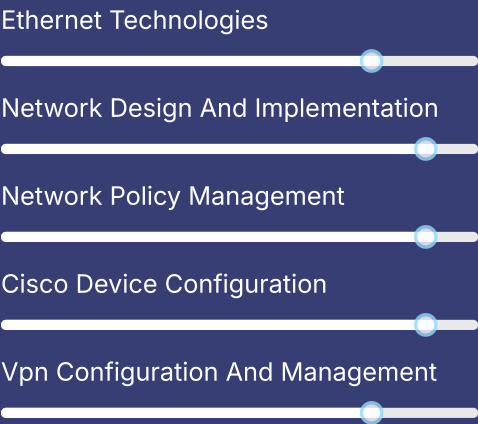 Ethernet Technologies
Network Design And Implementation
Network Policy Management
Cisco Device Configuration
Vpn Configuration And Management